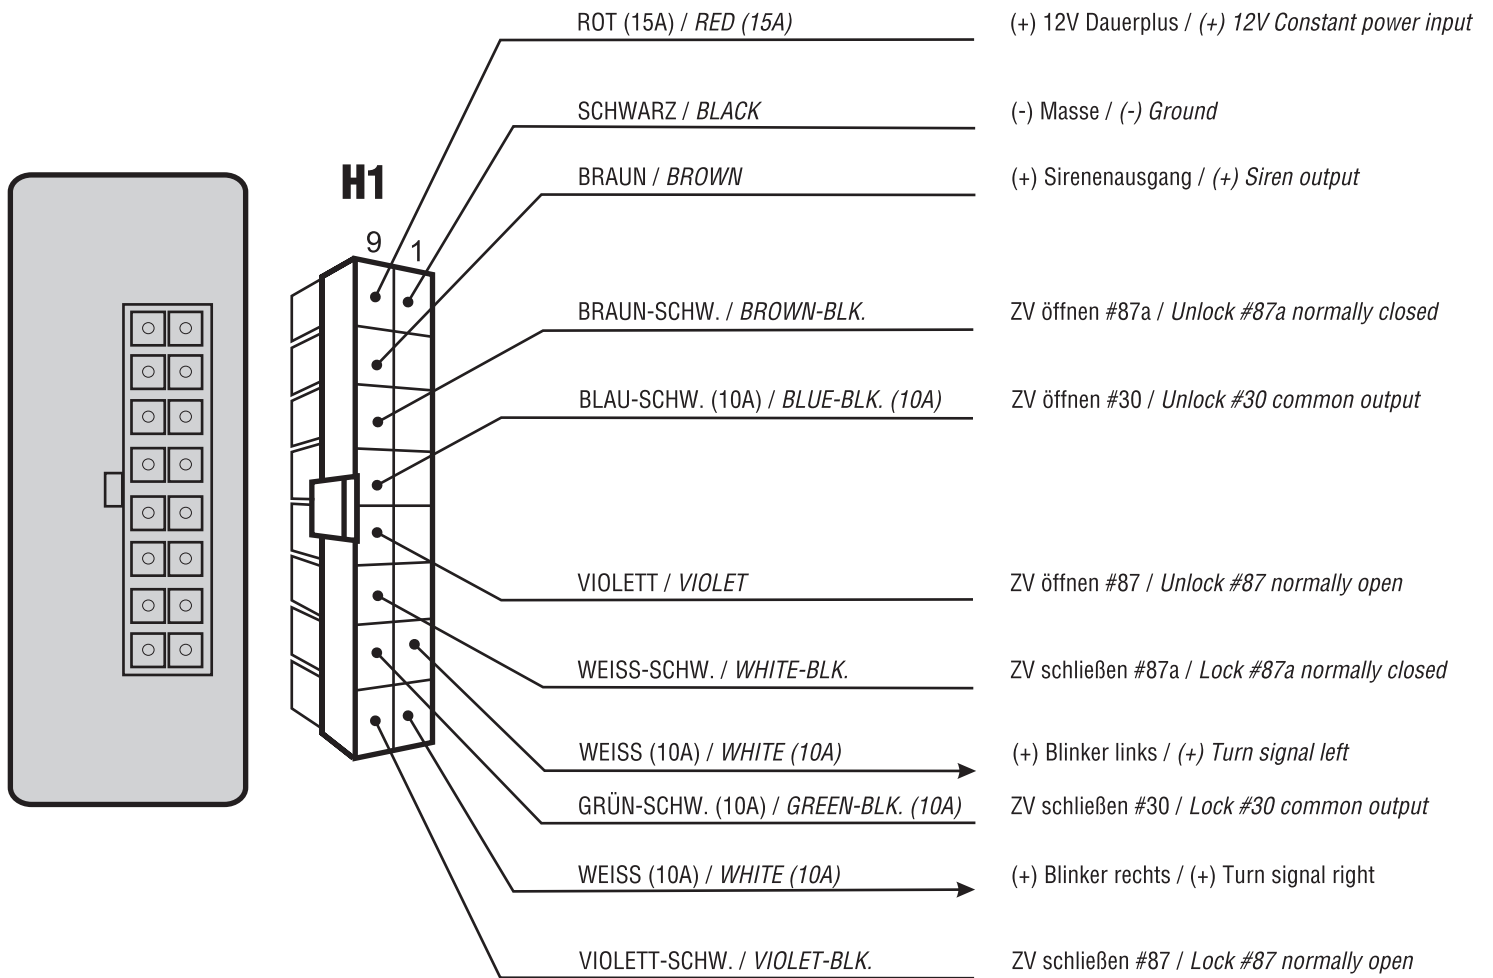 ROT (15A) / RED (15A) (+) 12V Dauerplus / (+) 12V Constant power input
SCHWARZ / BLACK (-) Masse / (-) Ground
H1
BRAUN / BROWN (+) Sirenenausgang / (+) Siren output
9 1
BRAUN-SCHW. / BROWN-BLK. ZV öffnen #87a / Unlock #87a normally closed
BLAU-SCHW. (10A) / BLUE-BLK. (10A) ZV öffnen #30 / Unlock #30 common output
VIOLETT / VIOLET ZV öffnen #87 / Unlock #87 normally open
WEISS-SCHW. / WHITE-BLK. ZV schließen #87a / Lock #87a normally closed
WEISS (10A) / WHITE (10A) (+) Blinker links / (+) Turn signal left
GRÜN-SCHW. (10A) / GREEN-BLK. (10A) ZV schließen #30 / Lock #30 common output
WEISS (10A) / WHITE (10A) (+) Blinker rechts / (+) Turn signal right
VIOLETT-SCHW. / VIOLET-BLK. ZV schließen #87 / Lock #87 normally open